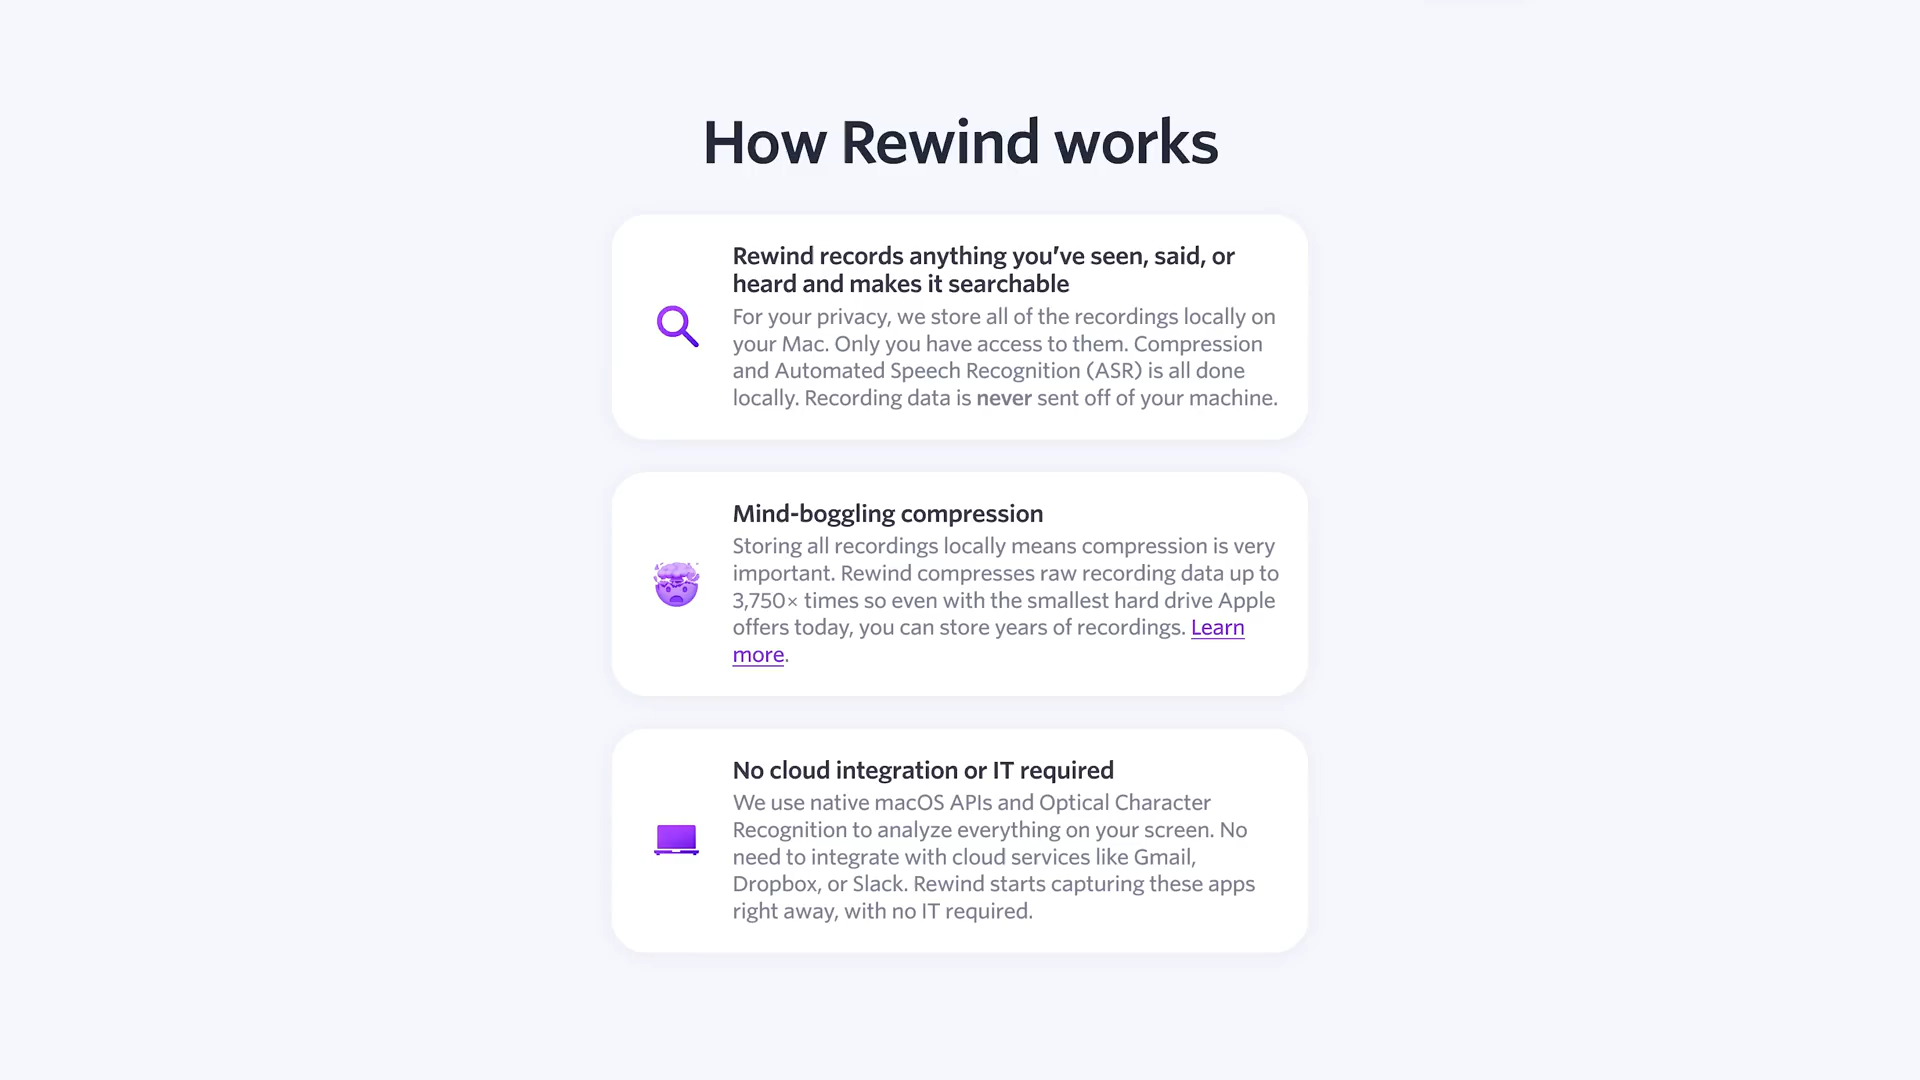 How Rewind works
Rewind records anything you’ve seen, said, or
heard and makes it searchable
For your privacy, we store all of the recordings locally on
your Mac. Only you have access to them. Compression
and Automated Speech Recognition (ASR) is all done
locally. Recording data is never sent off of your machine.
Mind-boggling compression
Storing all recordings locally means compression is very
important. Rewind compresses raw recording data up to
3,750× times so even with the smallest hard drive Apple
offers today, you can store years of recordings. Learn
more.
No cloud integration or IT required
We use native macOS APIs and Optical Character
Recognition to analyze everything on your screen. No
need to integrate with cloud services like Gmail,
Dropbox, or Slack. Rewind starts capturing these apps
right away, with no IT required.